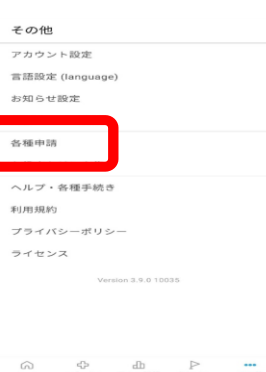 その他
アカウント設定
言語設定 (language)
お知らせ設定
各種申請
ヘルプ・各種手続き
利用規約
プライバシーポリシー
ライセンス
Version 3.9.0 10035